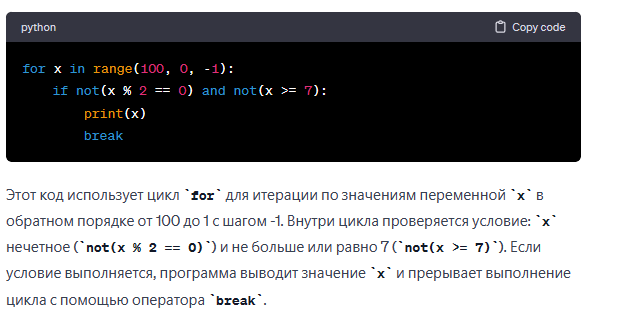 python Copy code
for x in range(100, 0, -1):
    if not(x % 2 == 0) and not(x >= 7):
        print(x)
        break
Этот код использует цикл `for` для итерации по значениям переменной `x` в
обратном порядке от 100 до 1 с шагом -1. Внутри цикла проверяется условие: `x`
нечетное (`not(x % 2 == 0)`) и не больше или равно 7 (`not(x >= 7)`). Если
условие выполняется, программа выводит значение `x` и прерывает выполнение
цикла с помощью оператора `break`.